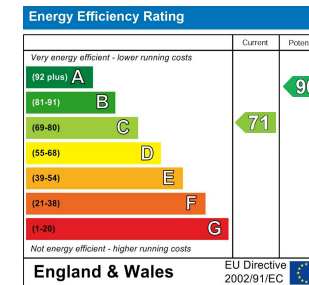 Energy Efficiency Rating
Current
Very energy efficient - lower running costs
(92 plus) A
(81-91) B
(69-80) C
71
(55-68) D
(39-54) E
(21-38) F
(1-20) G
Not energy efficient - higher running costs
England & Wales
EU Directive
2002/91/EC